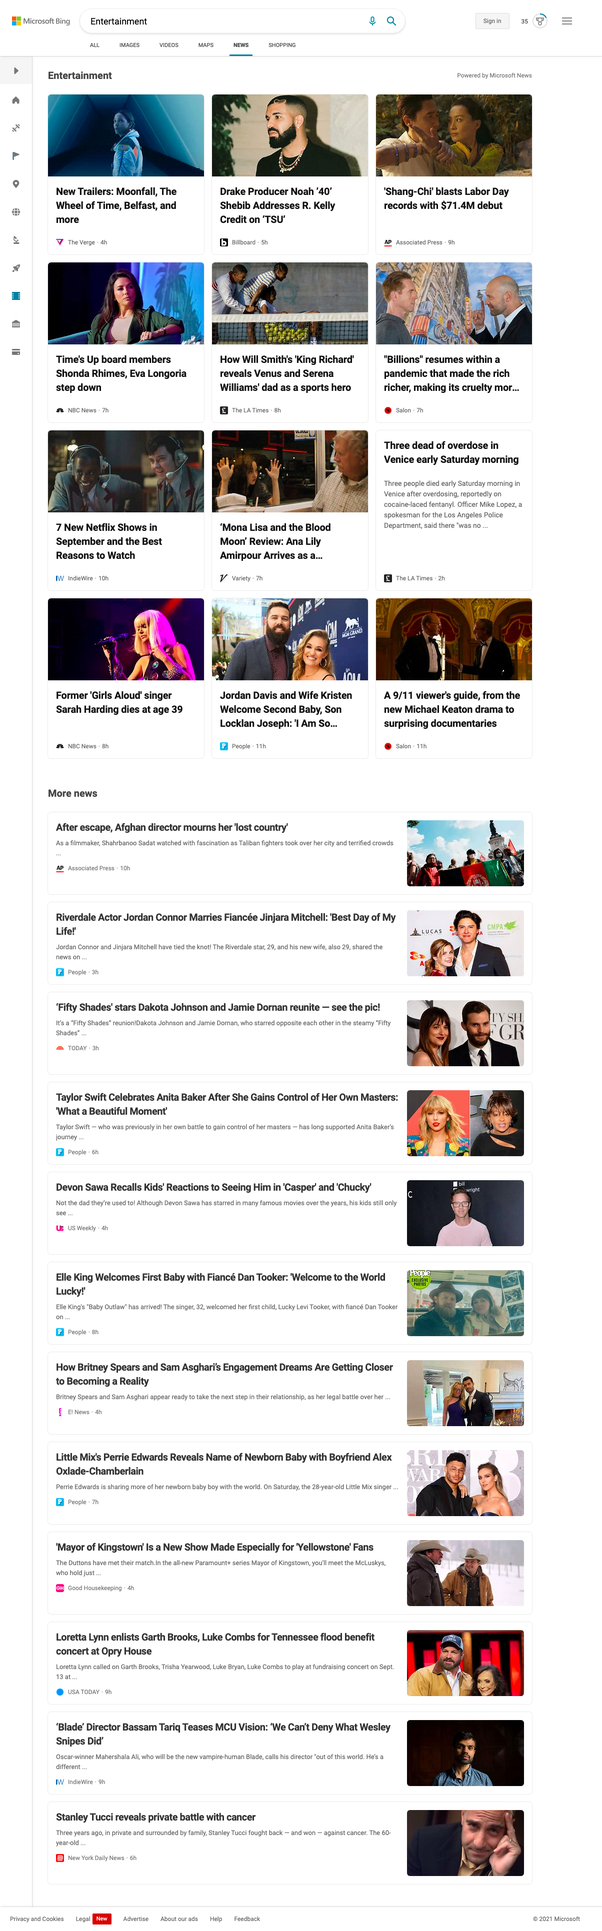 Microsoft Bing
Entertainment
Sign in
35
ALL IMAGES VIDEOS MAPS NEWS SHOPPING
Entertainment
Powered by Microsoft News
New Trailers: Moonfall, The
Wheel of Time, Belfast, and
more
The Verge · 4h
Drake Producer Noah '40'
Shebib Addresses R. Kelly
Credit on 'TSU'
Billboard · 5h
'Shang-Chi' blasts Labor Day
records with $71.4M debut
AP Associated Press · 9h
Time's Up board members
Shonda Rhimes, Eva Longoria
step down
NBC News · 7h
How Will Smith's 'King Richard'
reveals Venus and Serena
Williams' dad as a sports hero
The LA Times · 8h
"Billions" resumes within a
pandemic that made the rich
richer, making its cruelty mor...
Salon · 7h
7 New Netflix Shows in
September and the Best
Reasons to Watch
IndieWire · 10h
'Mona Lisa and the Blood
Moon' Review: Ana Lily
Amirpour Arrives as a...
Variety · 7h
Three dead of overdose in
Venice early Saturday morning
Three people died early Saturday morning in
Venice after overdosing, reportedly on
cocaine-laced fentanyl. Officer Mike Lopez, a
spokesman for the Los Angeles Police
Department, said there "was no ...
The LA Times · 2h
Former 'Girls Aloud' singer
Sarah Harding dies at age 39
NBC News · 8h
Jordan Davis and Wife Kristen
Welcome Second Baby, Son
Locklan Joseph: 'I Am So...
People · 11h
A 9/11 viewer's guide, from the
new Michael Keaton drama to
surprising documentaries
Salon · 11h
More news
After escape, Afghan director mourns her 'lost country'
As a filmmaker, Shahrbanoo Sadat watched with fascination as Taliban fighters took over her city and terrified crowds
...
AP Associated Press · 10h
Riverdale Actor Jordan Connor Marries Fiancée Jinjara Mitchell: 'Best Day of My
Life!'
Jordan Connor and Jinjara Mitchell have tied the knot! The Riverdale star, 29, and his new wife, also 29, shared the
news on ...
People · 3h
LUCAS
CMPA
'Fifty Shades' stars Dakota Johnson and Jamie Dornan reunite — see the pic!
It's a "Fifty Shades" reunion!Dakota Johnson and Jamie Dornan, who starred opposite each other in the steamy "Fifty
Shades" ...
TODAY · 3h
Taylor Swift Celebrates Anita Baker After She Gains Control of Her Own Masters:
'What a Beautiful Moment'
Taylor Swift — who was previously in her own battle to gain control of her masters — has long supported Anita Baker's
journey ...
People · 6h
Devon Sawa Recalls Kids' Reactions to Seeing Him in 'Casper' and 'Chucky'
Not the dad they're used to! Although Devon Sawa has starred in many famous movies over the years, his kids still only
see ...
US Weekly · 4h
Elle King Welcomes First Baby with Fiancé Dan Tooker: 'Welcome to the World
Lucky!'
Elle King's "Baby Outlaw" has arrived! The singer, 32, welcomed her first child, Lucky Levi Tooker, with fiancé Dan Tooker
on ...
People · 8h
People
EXCLUSIVE
PHOTOS
How Britney Spears and Sam Asghari's Engagement Dreams Are Getting Closer
to Becoming a Reality
Britney Spears and Sam Asghari appear ready to take the next step in their relationship, as her legal battle over her ...
E! News · 4h
Little Mix's Perrie Edwards Reveals Name of Newborn Baby with Boyfriend Alex
Oxlade-Chamberlain
Perrie Edwards is sharing more of her newborn baby boy with the world. On Saturday, the 28-year-old Little Mix singer ...
People · 7h
'Mayor of Kingstown' Is a New Show Made Especially for 'Yellowstone' Fans
The Duttons have met their match.In the all-new Paramount+ series Mayor of Kingstown, you'll meet the McLuskys,
who hold just ...
Good Housekeeping · 4h
Loretta Lynn enlists Garth Brooks, Luke Combs for Tennessee flood benefit
concert at Opry House
Loretta Lynn called on Garth Brooks, Trisha Yearwood, Luke Bryan, Luke Combs to play at fundraising concert on Sept.
13 at ...
USA TODAY · 9h
'Blade' Director Bassam Tariq Teases MCU Vision: 'We Can't Deny What Wesley
Snipes Did'
Oscar-winner Mahershala Ali, who will be the new vampire-human Blade, calls his director "out of this world. He's a
different ...
IndieWire · 9h
Stanley Tucci reveals private battle with cancer
Three years ago, in private and surrounded by family, Stanley Tucci fought back — and won — against cancer. The 60-
year-old ...
New York Daily News · 6h
Privacy and Cookies Legal New Advertise About our ads Help Feedback © 2021 Microsoft